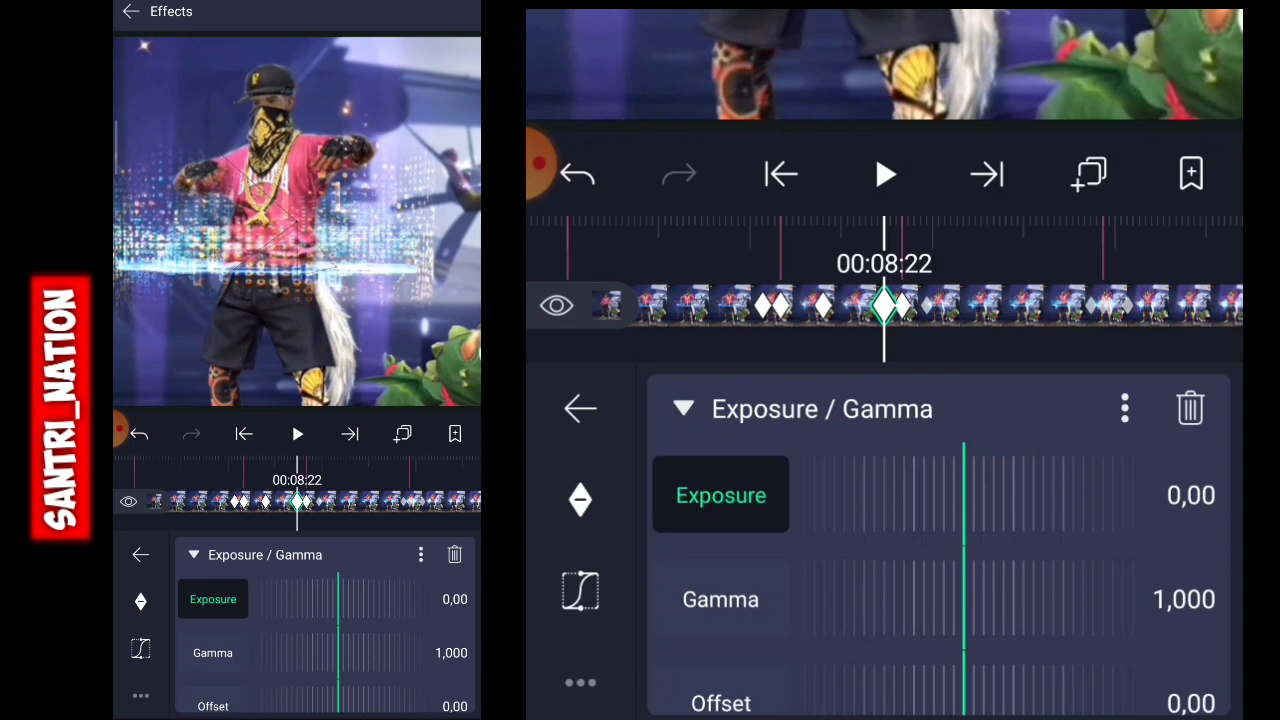 Effects
SANTRI_NATION
00:08:22
Exposure / Gamma
Exposure
0,00
Gamma
1,000
Offset
0,00
00:08:22
Exposure / Gamma
Exposure
0,00
Gamma
1,000
Offset
0,00